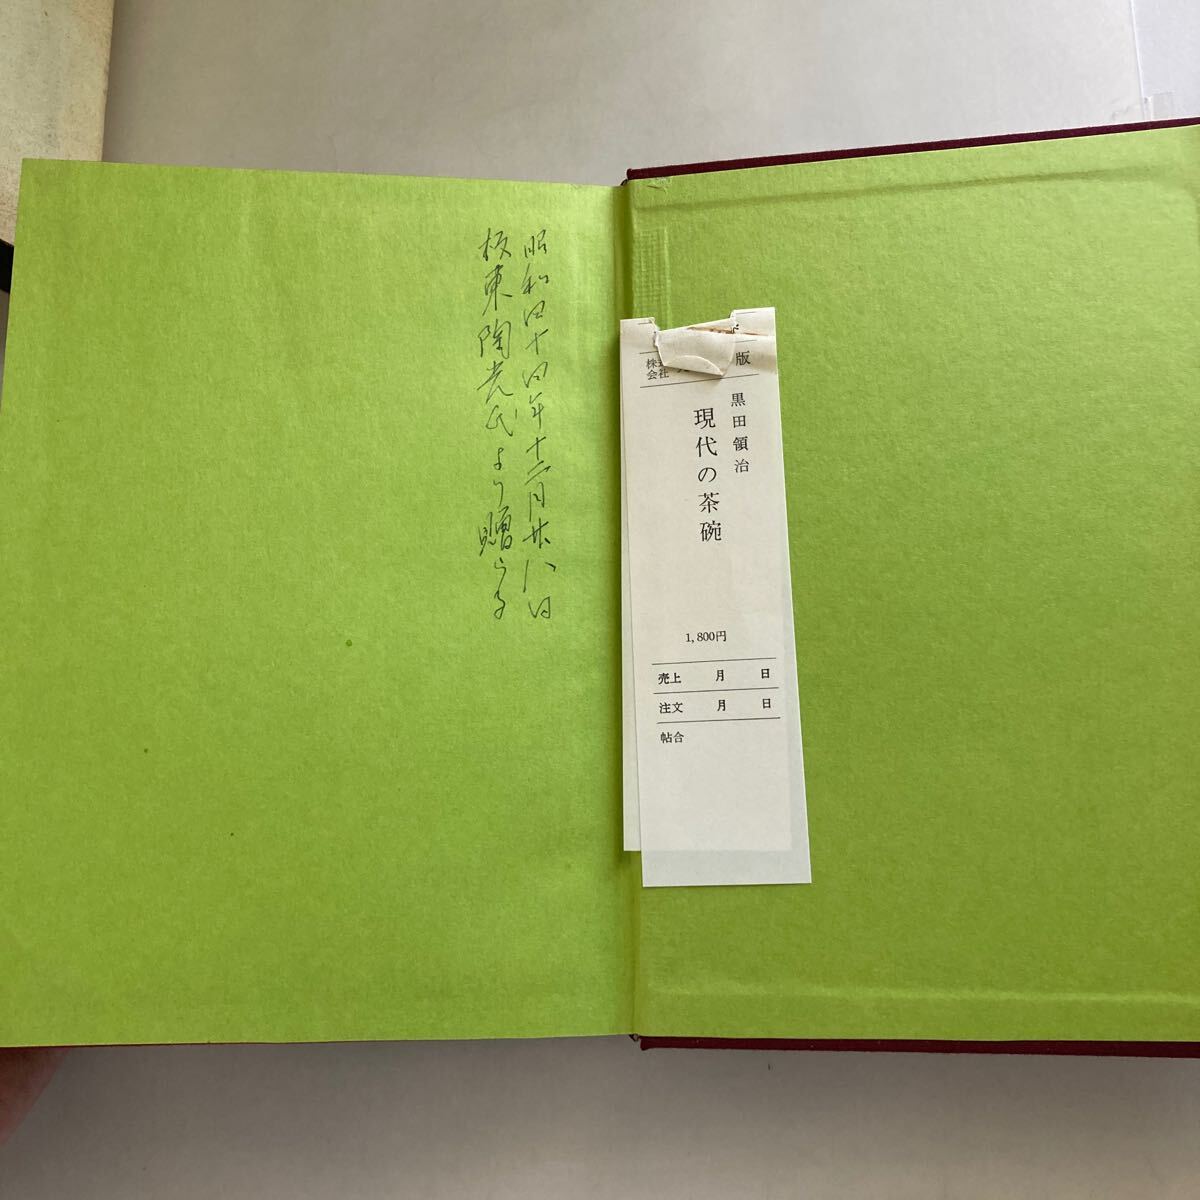 昭和四十四年十二月廿八日
板東陶光氏より贈らる
株式
会社
版
黒田領治
現代の茶碗
1,800円
売上 月 日
注文 月 日
帖合